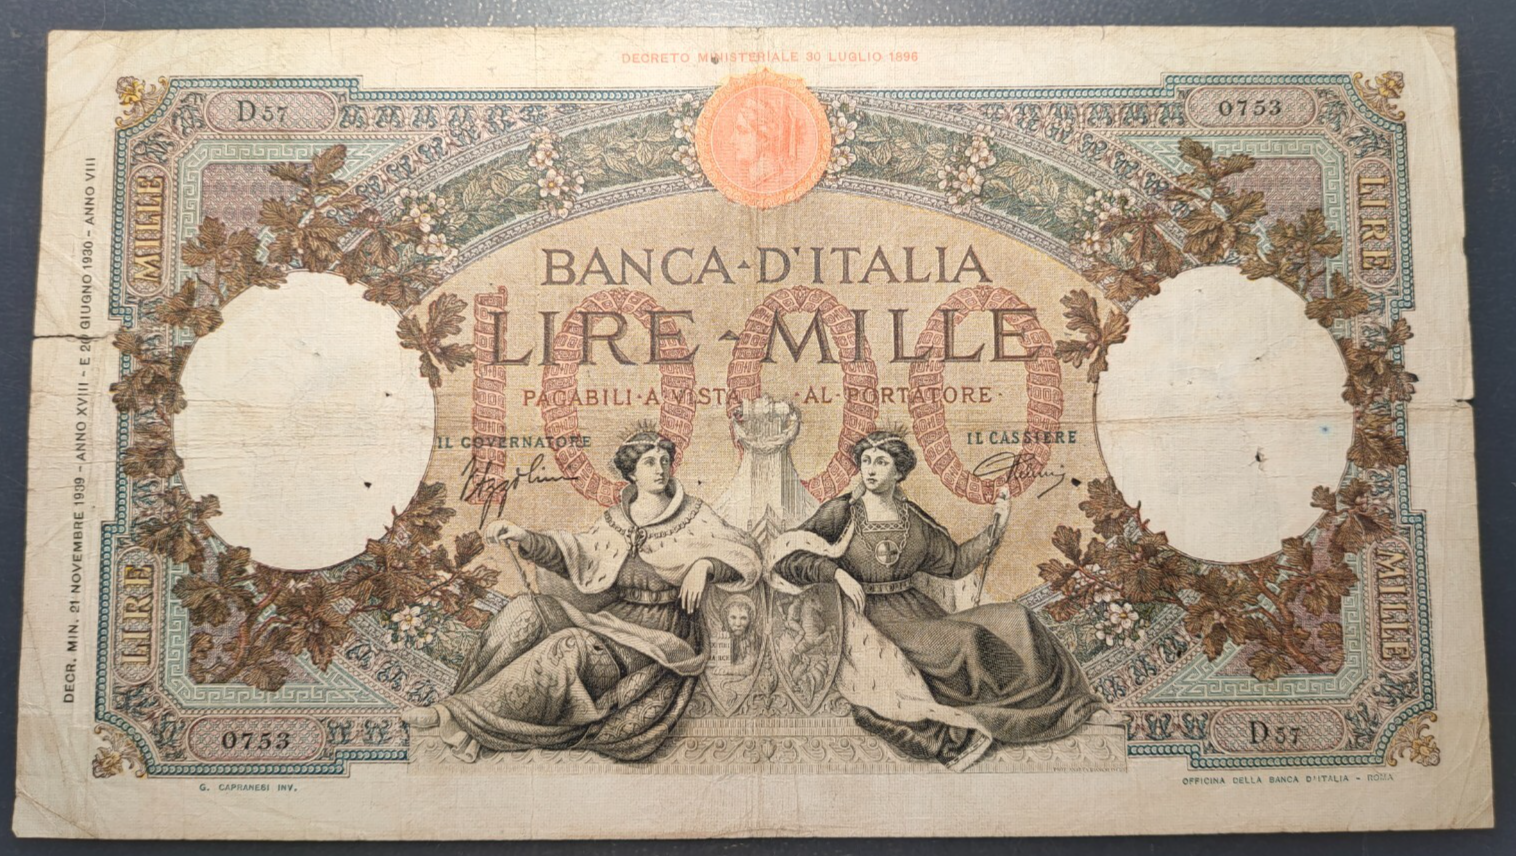 DECRETO MINISTERIALE 30 LUGLIO 1896
D 57
0753
MILLE
LIRE
BANCA D'ITALIA
1000
LIRE MILLE
PAGABILI·A·VISTA·AL·PORTATORE·
IL GOVERNATORE
IL CASSIERE
DECR. MIN. 21 NOVEMBRE 1939 - ANNO XVIII - E 20 GIUGNO 1930 - ANNO VIII
LIRE
MILLE
0753
D 57
G. CAPRANESI INV.
OFFICINA DELLA BANCA D'ITALIA - ROMA